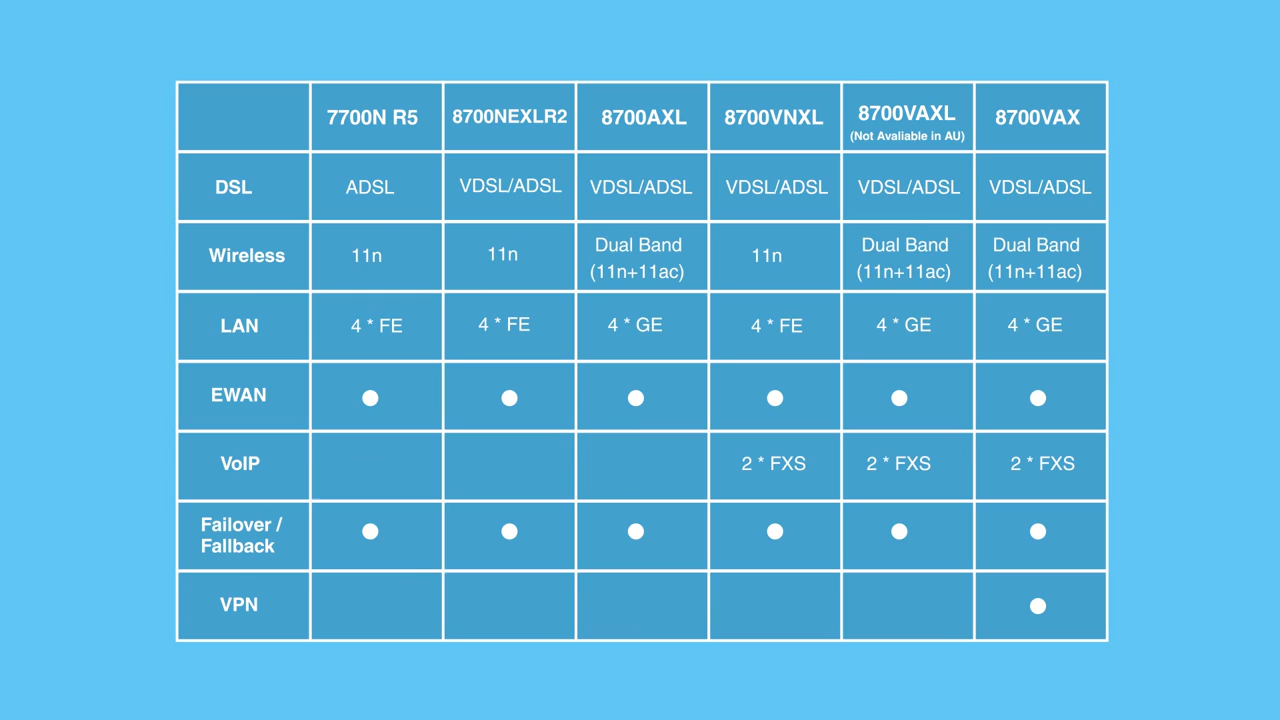 7700N R5 8700NEXLR2 8700AXL 8700VNXL 8700VAXL 8700VAX
(Not Avaliable in AU)
DSL ADSL VDSL/ADSL VDSL/ADSL VDSL/ADSL VDSL/ADSL VDSL/ADSL
Wireless 11n 11n Dual Band 11n Dual Band Dual Band
(11n+11ac) (11n+11ac) (11n+11ac)
LAN 4 * FE 4 * FE 4 * GE 4 * FE 4 * GE 4 * GE
EWAN
VoIP 2 * FXS 2 * FXS 2 * FXS
Failover /
Fallback
VPN